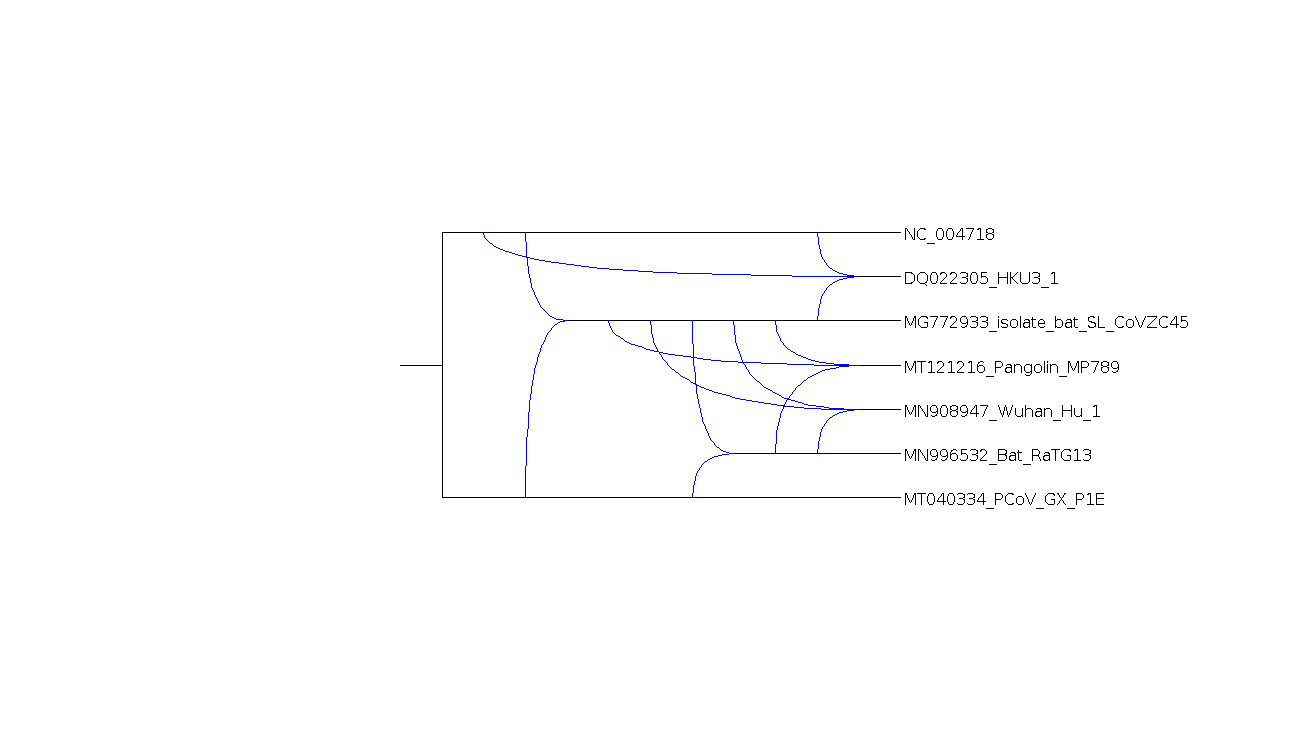 NC_004718
DQ022305_HKU3_1
MG772933_isolate_bat_SL_CoVZC45
MT121216_Pangolin_MP789
MN908947_Wuhan_Hu_1
MN996532_Bat_RaTG13
MT040334_PCoV_GX_P1E